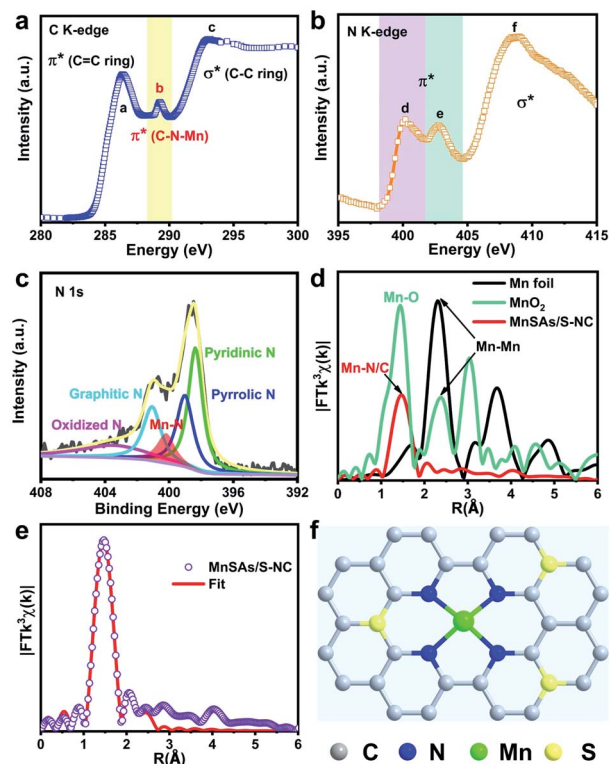 a
C K-edge
c
π* (C=C ring)
b
σ* (C-C ring)
a
π* (C-N-Mn)
Intensity (a.u.)
280 285 290 295 300
Energy (eV)
b
N K-edge
f
π*
d
e
σ*
Intensity (a.u.)
395 400 405 410 415
Energy (eV)
c
N 1s
Pyridinic N
Graphitic N
Pyrrolic N
Oxidized N
Mn-N
Intensity (a.u.)
408 404 400 396 392
Binding Energy (eV)
d
Mn-O
Mn foil
MnO₂
MnSAs/S-NC
Mn-Mn
Mn-N/C
|FTk³χ(k)|
0 1 2 3 4 5 6
R(Å)
e
MnSAs/S-NC
Fit
|FTk³χ(k)|
0 1 2 3 4 5 6
R(Å)
f
C N Mn S